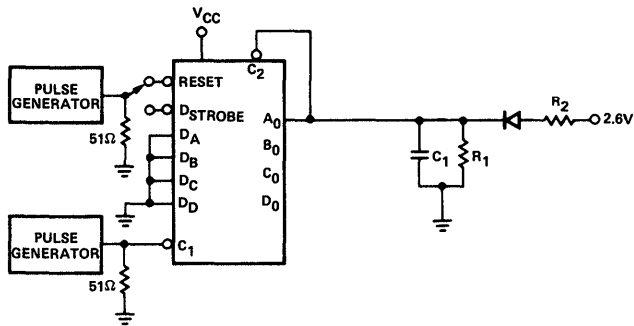 VCC
C2
PULSE GENERATOR
RESET
DSTROBE
51Ω
DA
DB
DC
DD
A0
B0
C0
D0
C1
R1
R2
2.6V
PULSE GENERATOR
C1
51Ω